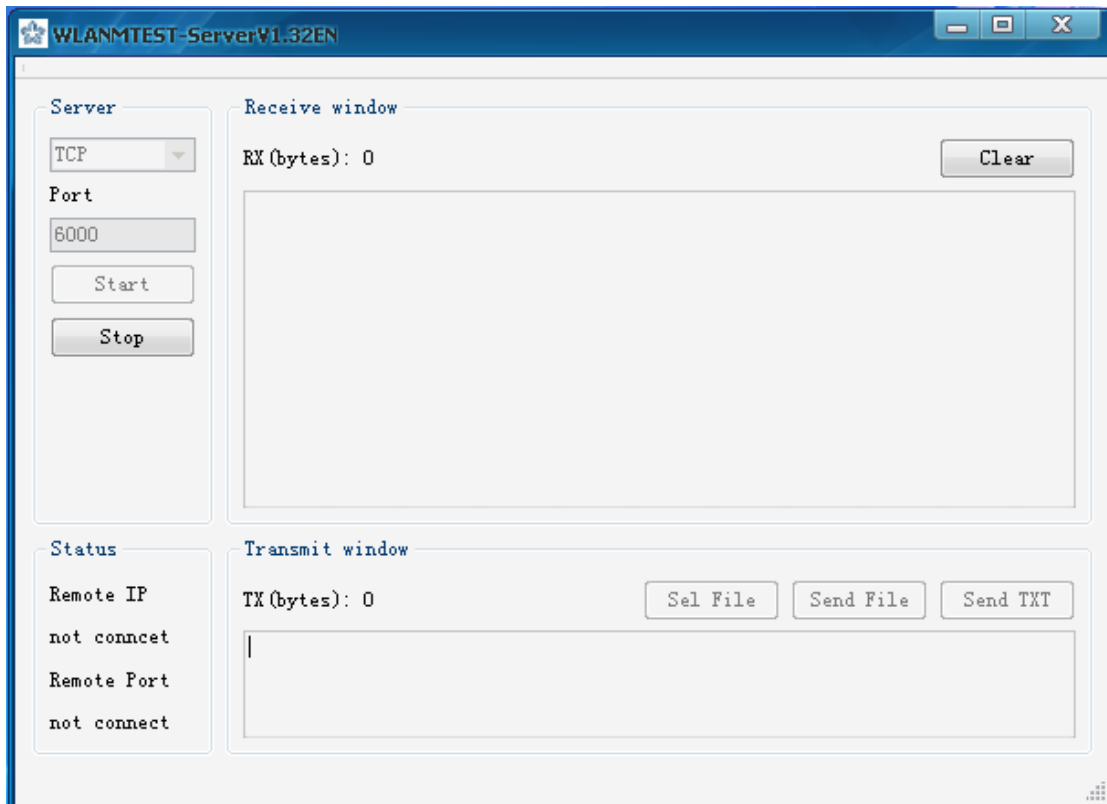 WLANMTEST-ServerV1.32EN
Server
TCP
Port
6000
Start
Stop
Receive window
RX(bytes): 0
Clear
Status
Remote IP
not conncet
Remote Port
not connect
Transmit window
TX(bytes): 0
Sel File
Send File
Send TXT